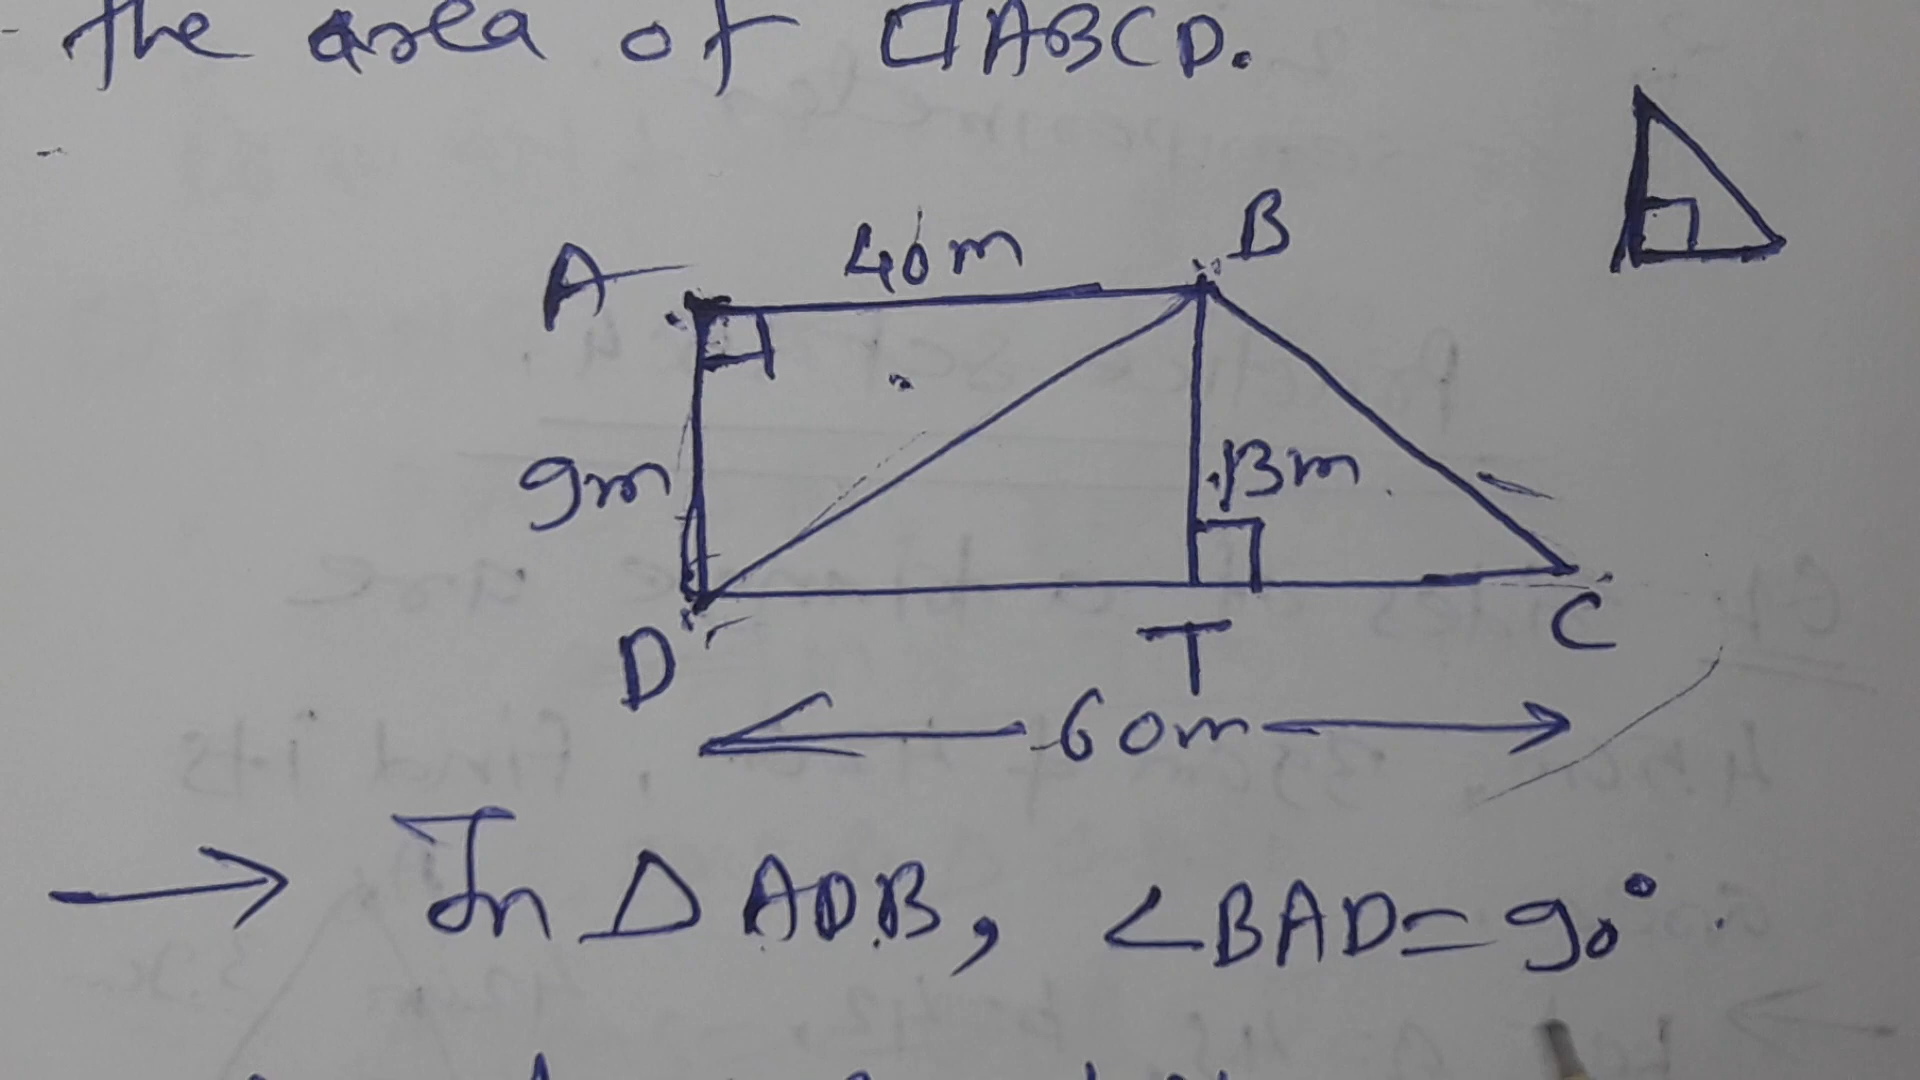 the area of □ABCD.
A
40m
B
9m
13m
D
T
C
60m
→ In △ADB, ∠BAD=90°.